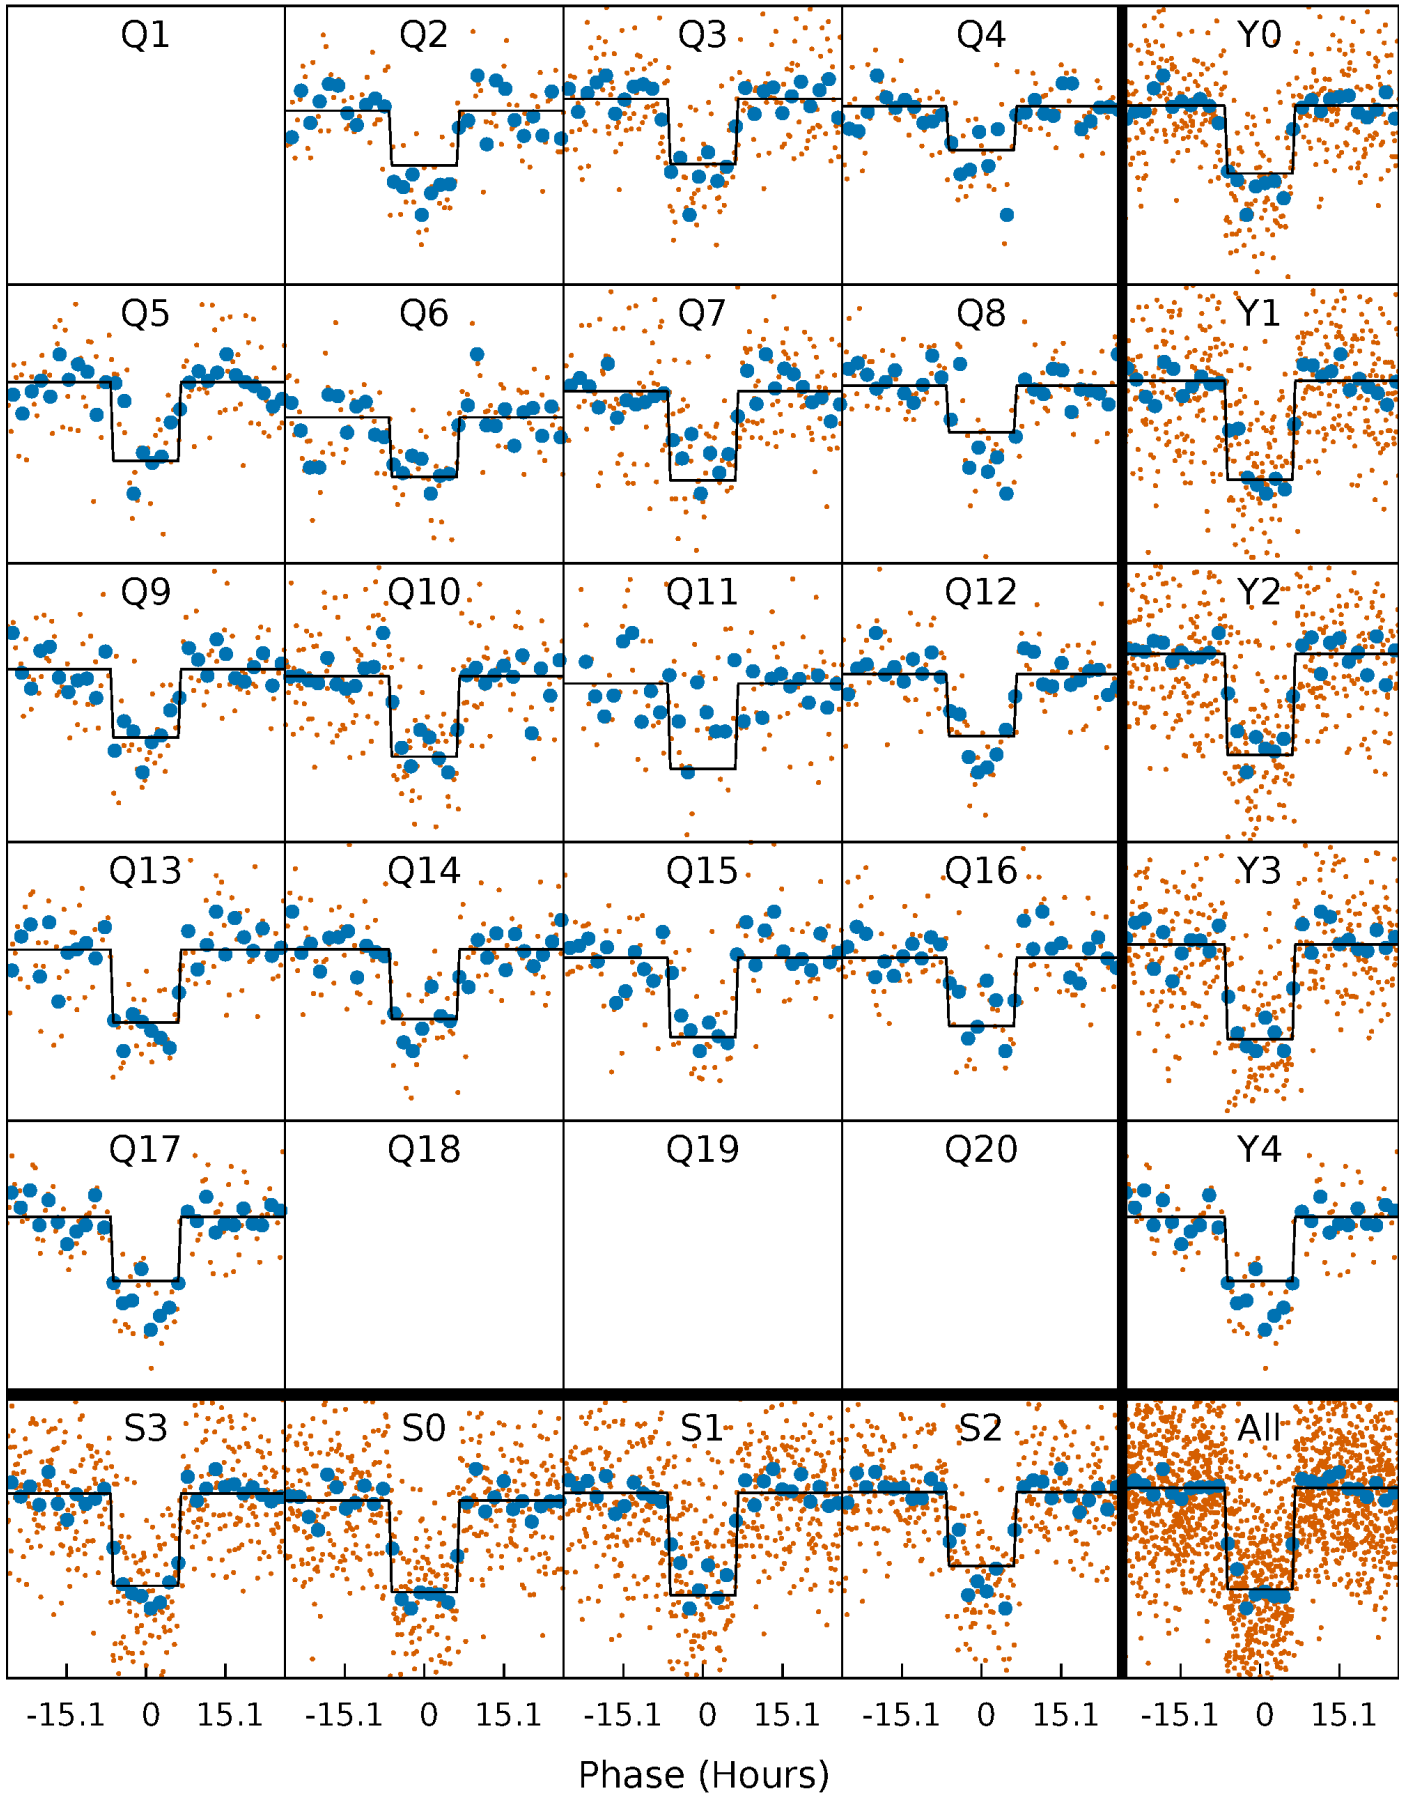 Q1 Q2 Q3 Q4 Y0
Q5 Q6 Q7 Q8 Y1
Q9 Q10 Q11 Q12 Y2
Q13 Q14 Q15 Q16 Y3
Q17 Q18 Q19 Q20 Y4
S3 S0 S1 S2 All
-15.1 0 15.1 -15.1 0 15.1 -15.1 0 15.1 -15.1 0 15.1 -15.1 0 15.1
Phase (Hours)